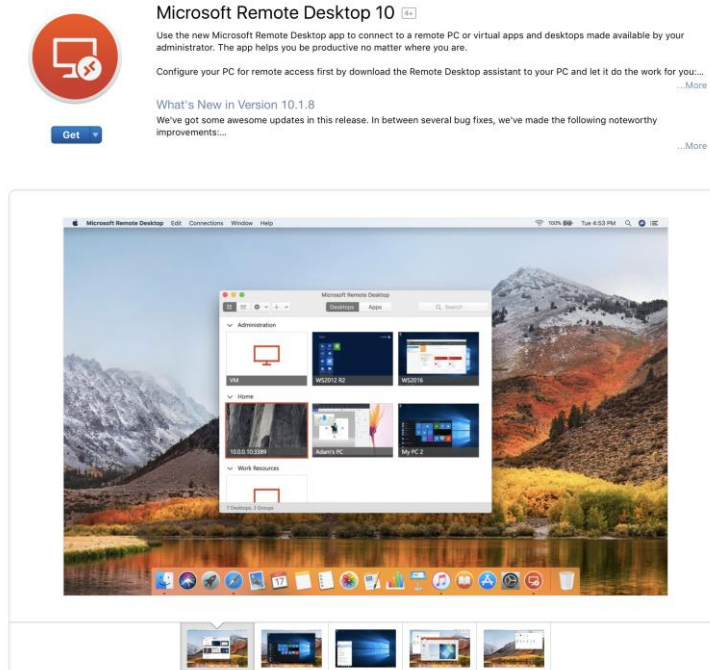 Microsoft Remote Desktop 10 4+
Use the new Microsoft Remote Desktop app to connect to a remote PC or virtual apps and desktops made available by your
administrator. The app helps you be productive no matter where you are.
Configure your PC for remote access first by download the Remote Desktop assistant to your PC and let it do the work for you:...
...More
What's New in Version 10.1.8
We've got some awesome updates in this release. In between several bug fixes, we've made the following noteworthy
improvements:...
...More
Get
Microsoft Remote Desktop Edit Connections Window Help 100% Tue 4:53 PM
Microsoft Remote Desktop
Desktops Apps Search
Administration
VM WS2012 R2 WS2016
Home
10.0.0.10:3389 Adam's PC My PC 2
Work Resources
7 Desktops, 3 Groups
17